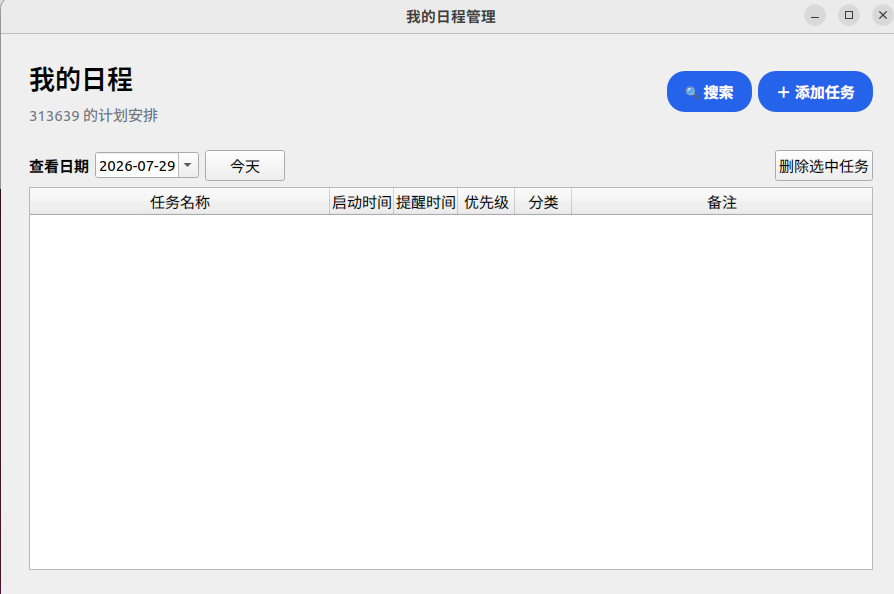 我的日程管理
我的日程
🔍 搜索 + 添加任务
313639 的计划安排
查看日期 2026-07-29 今天 删除选中任务
任务名称 启动时间 提醒时间 优先级 分类 备注